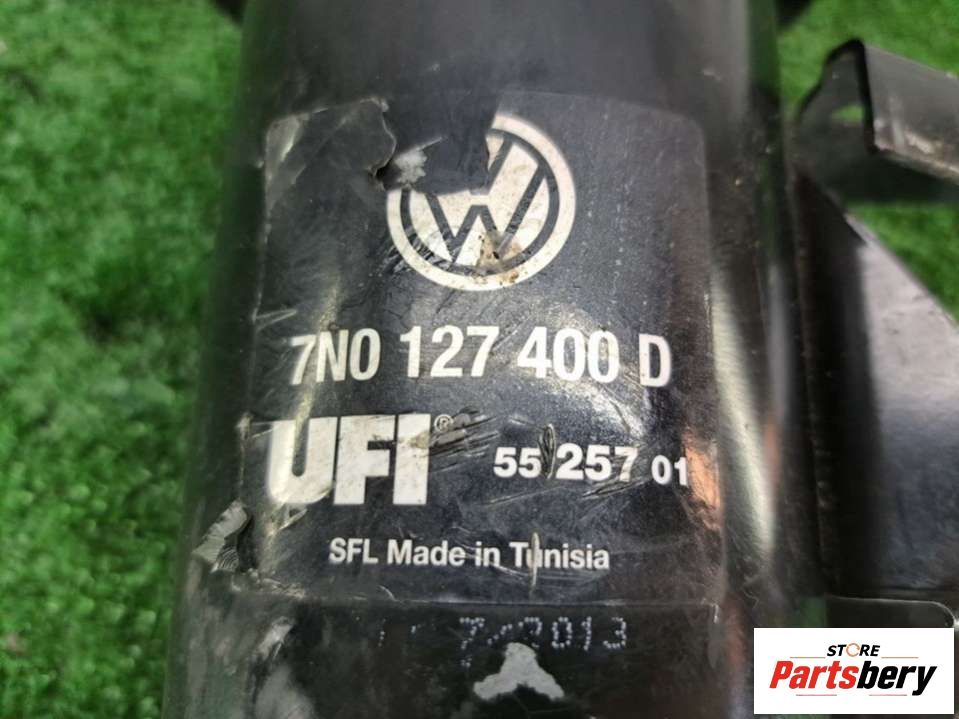 7N0 127 400 D
UFI® 55 257 01
SFL Made in Tunisia
STORE
Partsbery